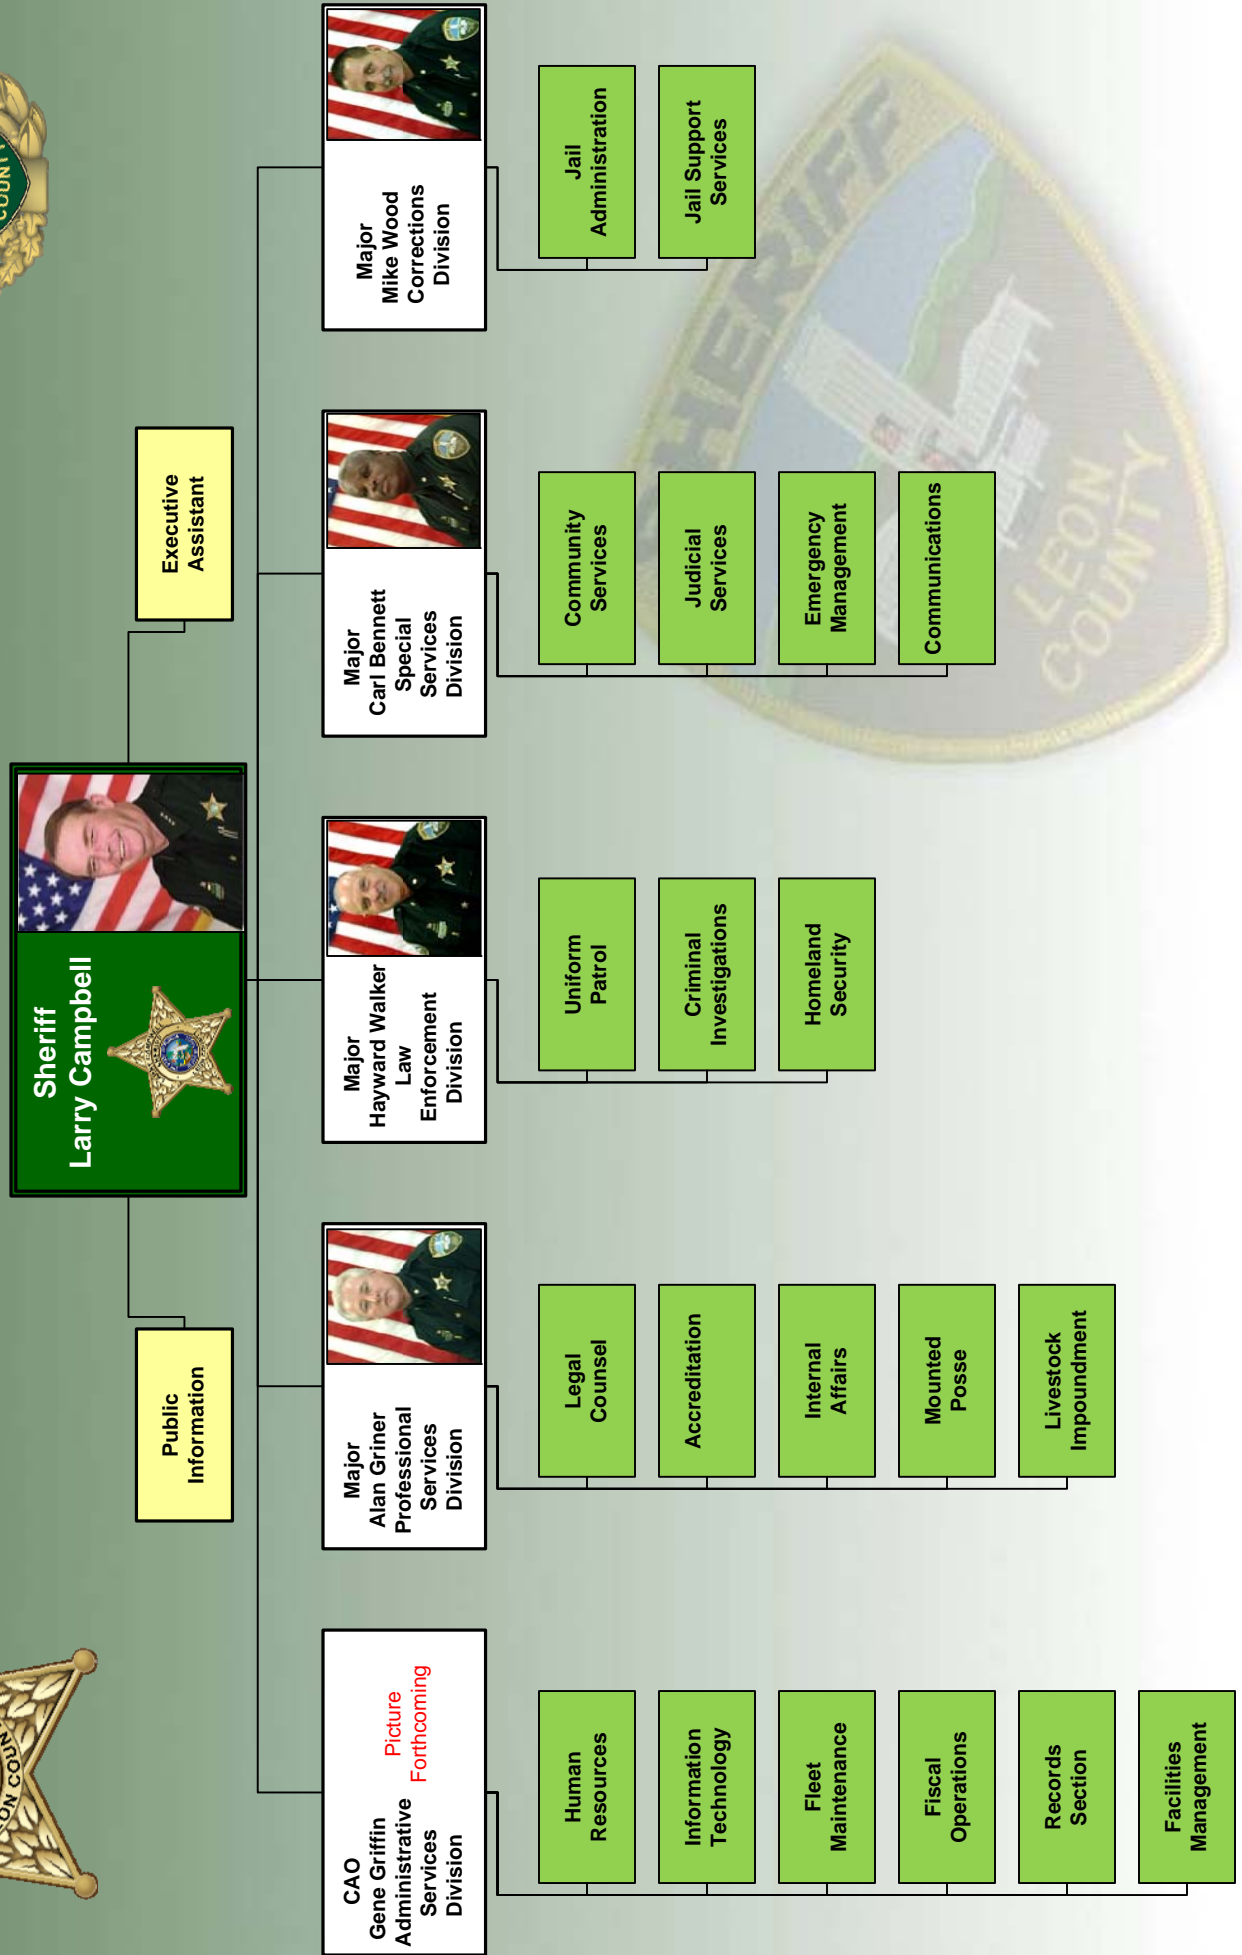 Sheriff
Larry Campbell
Public
Information
Executive
Assistant
CAO
Gene Griffin
Administrative
Services
Division
Picture
Forthcoming
Human
Resources
Information
Technology
Fleet
Maintenance
Fiscal
Operations
Records
Section
Facilities
Management
Major
Alan Griner
Professional
Services
Division
Legal
Counsel
Accreditation
Internal
Affairs
Mounted
Posse
Livestock
Impoundment
Major
Hayward Walker
Law
Enforcement
Division
Uniform
Patrol
Criminal
Investigations
Homeland
Security
Major
Carl Bennett
Special
Services
Division
Community
Services
Judicial
Services
Emergency
Management
Communications
Major
Mike Wood
Corrections
Division
Jail
Administration
Jail Support
Services
SHERIFF
LEON
COUNTY
COUNTY